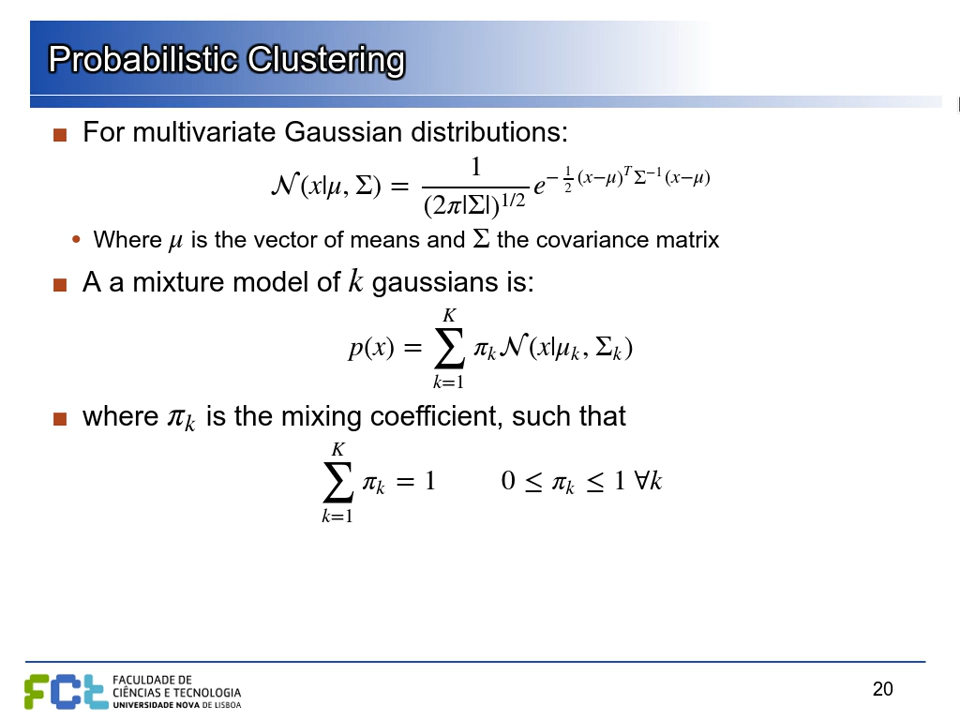 Probabilistic Clustering
For multivariate Gaussian distributions:
𝒩(x|μ, Σ) = 1 / (2π|Σ|)^{1/2} e^{−½(x−μ)^T Σ^{−1}(x−μ)}
Where μ is the vector of means and Σ the covariance matrix
A a mixture model of k gaussians is:
p(x) = ∑_{k=1}^{K} π_k 𝒩(x|μ_k, Σ_k)
where π_k is the mixing coefficient, such that
∑_{k=1}^{K} π_k = 1 0 ≤ π_k ≤ 1 ∀k
FCt
FACULDADE DE
CIÊNCIAS E TECNOLOGIA
UNIVERSIDADE NOVA DE LISBOA
20